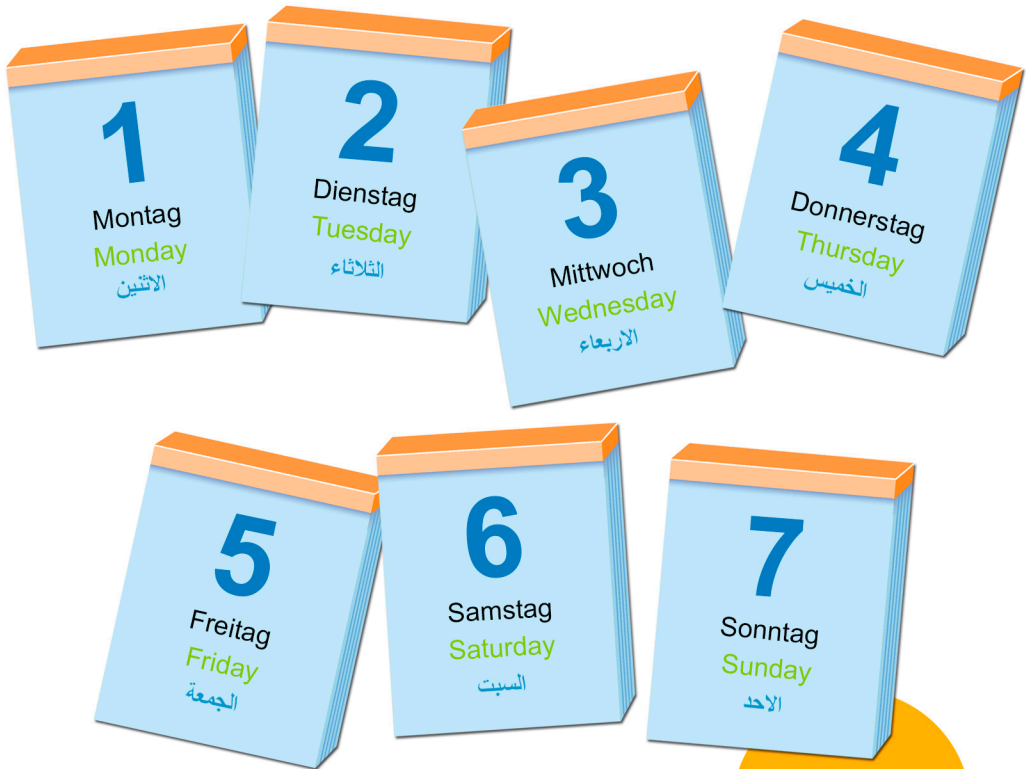 1
Montag
Monday
الاثنين
2
Dienstag
Tuesday
الثلاثاء
3
Mittwoch
Wednesday
الاربعاء
4
Donnerstag
Thursday
الخميس
5
Freitag
Friday
الجمعة
6
Samstag
Saturday
السبت
7
Sonntag
Sunday
الاحد